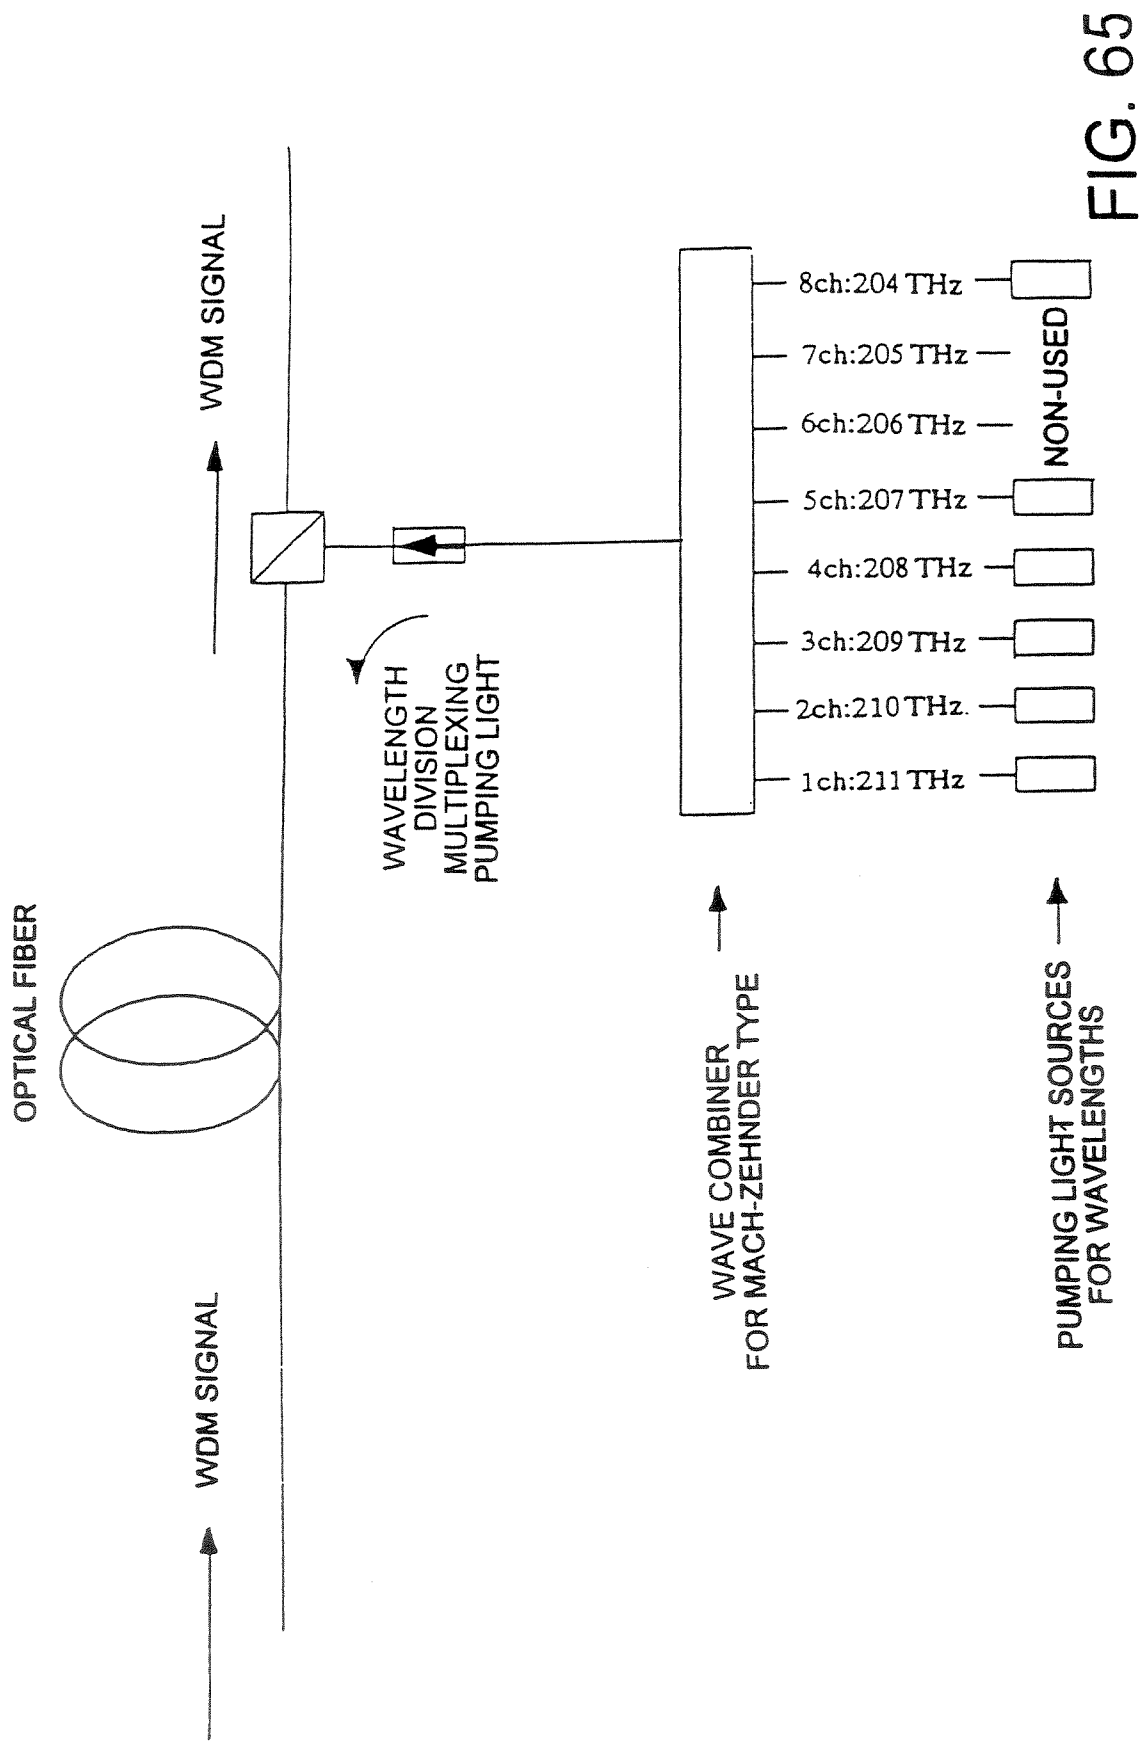 OPTICAL FIBER
WDM SIGNAL
WDM SIGNAL
WAVELENGTH
DIVISION
MULTIPLEXING
PUMPING LIGHT
WAVE COMBINER
FOR MACH-ZEHNDER TYPE
1ch:211 THz
2ch:210 THz.
3ch:209 THz
4ch:208 THz
5ch:207 THz
6ch:206 THz
7ch:205 THz
8ch:204 THz
NON-USED
PUMPING LIGHT SOURCES
FOR WAVELENGTHS
FIG. 65